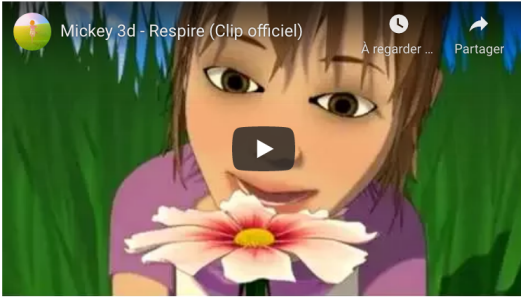 Mickey 3d - Respire (Clip officiel)
À regarder ...
Partager